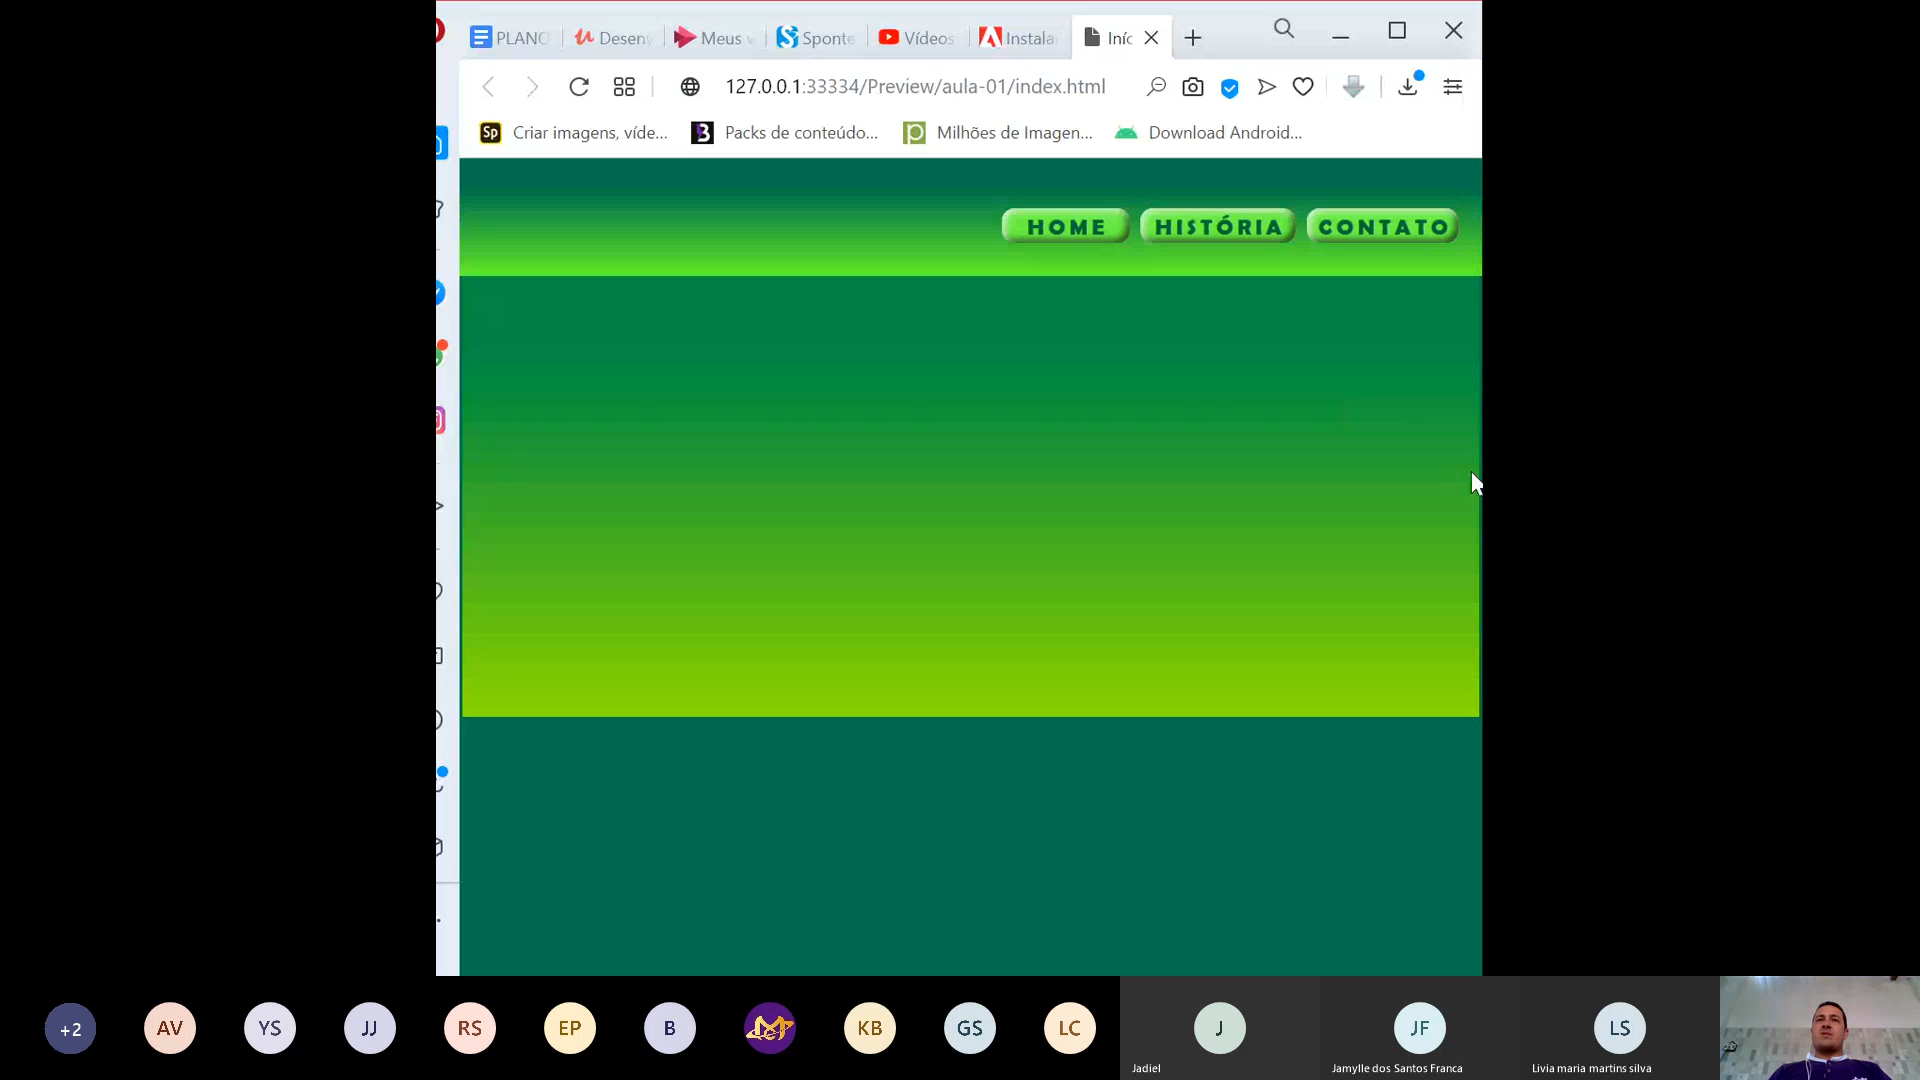 PLANO Desenv Meus v Sponte Vídeos Instala Iníc
127.0.0.1:33334/Preview/aula-01/index.html
Sp Criar imagens, víde... Packs de conteúdo... Milhões de Imagen... Download Android...
HOME HISTÓRIA CONTATO
+2 AV YS JJ RS EP B KB GS LC J JF LS
Jadiel Jamylle dos Santos Franca Livia maria martins silva